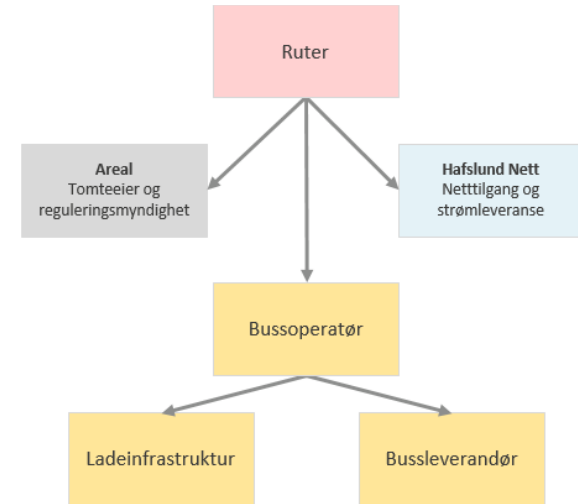 Ruter
Areal
Tomteeier og
reguleringsmyndighet
Hafslund Nett
Netttilgang og
strømleveranse
Bussoperatør
Ladeinfrastruktur
Bussleverandør